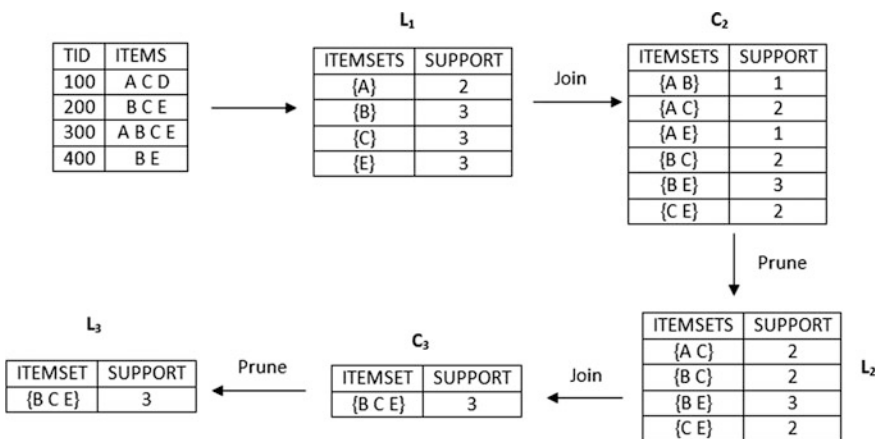 L₁
C₂
TID ITEMS
100 A C D
200 B C E
300 A B C E
400 B E
ITEMSETS SUPPORT
{A} 2
{B} 3
{C} 3
{E} 3
Join
ITEMSETS SUPPORT
{A B} 1
{A C} 2
{A E} 1
{B C} 2
{B E} 3
{C E} 2
Prune
L₃
C₃
ITEMSET SUPPORT
{B C E} 3
Prune
ITEMSET SUPPORT
{B C E} 3
Join
ITEMSETS SUPPORT
{A C} 2
{B C} 2
{B E} 3
{C E} 2
L₂